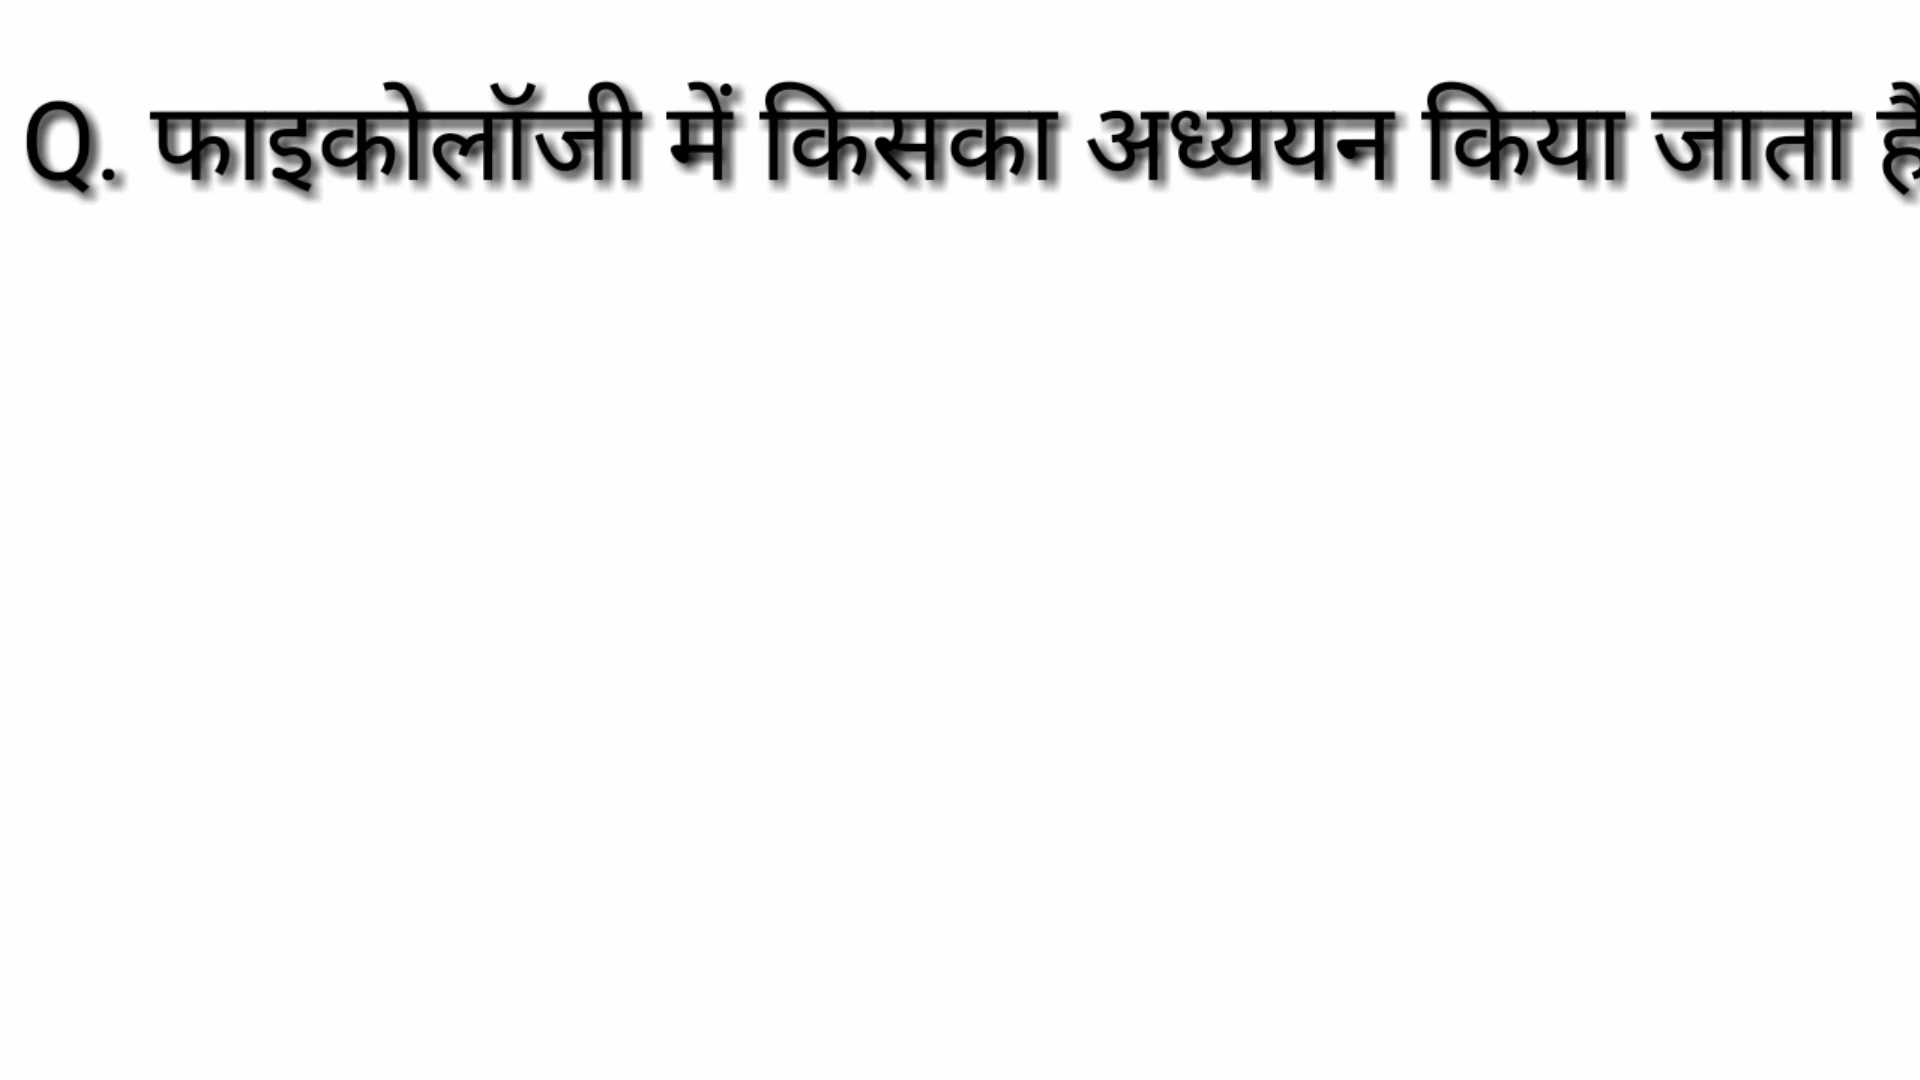 Q. फाइकोलॉजी में किसका अध्ययन किया जाता है